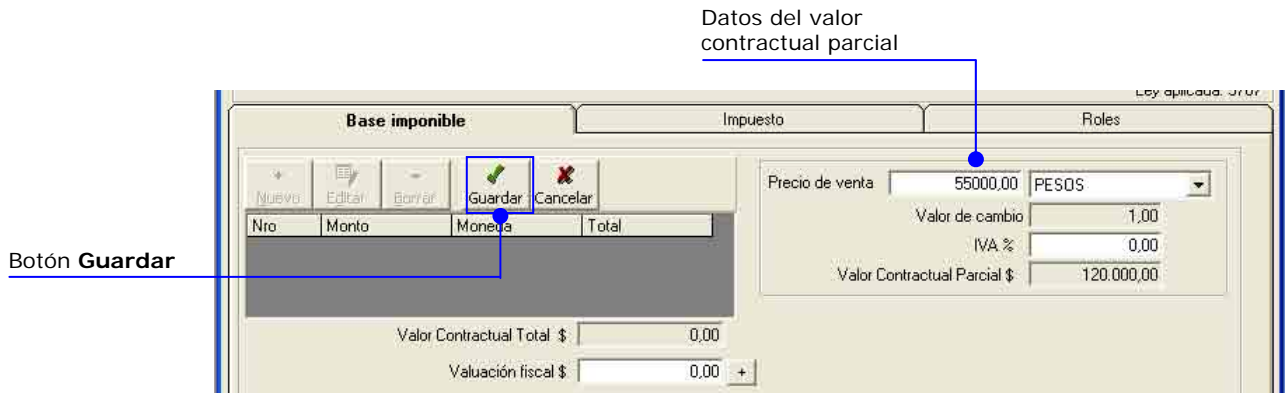 Datos del valor
contractual parcial
Ley aplicada: 5707
Base imponible Impuesto Roles
Nuevo Editar Borrar Guardar Cancelar
Precio de venta 55000,00 PESOS
Nro Monto Moneda Total
Valor de cambio 1,00
IVA % 0,00
Botón Guardar
Valor Contractual Parcial $ 120.000,00
Valor Contractual Total $ 0,00
Valuación fiscal $ 0,00 +